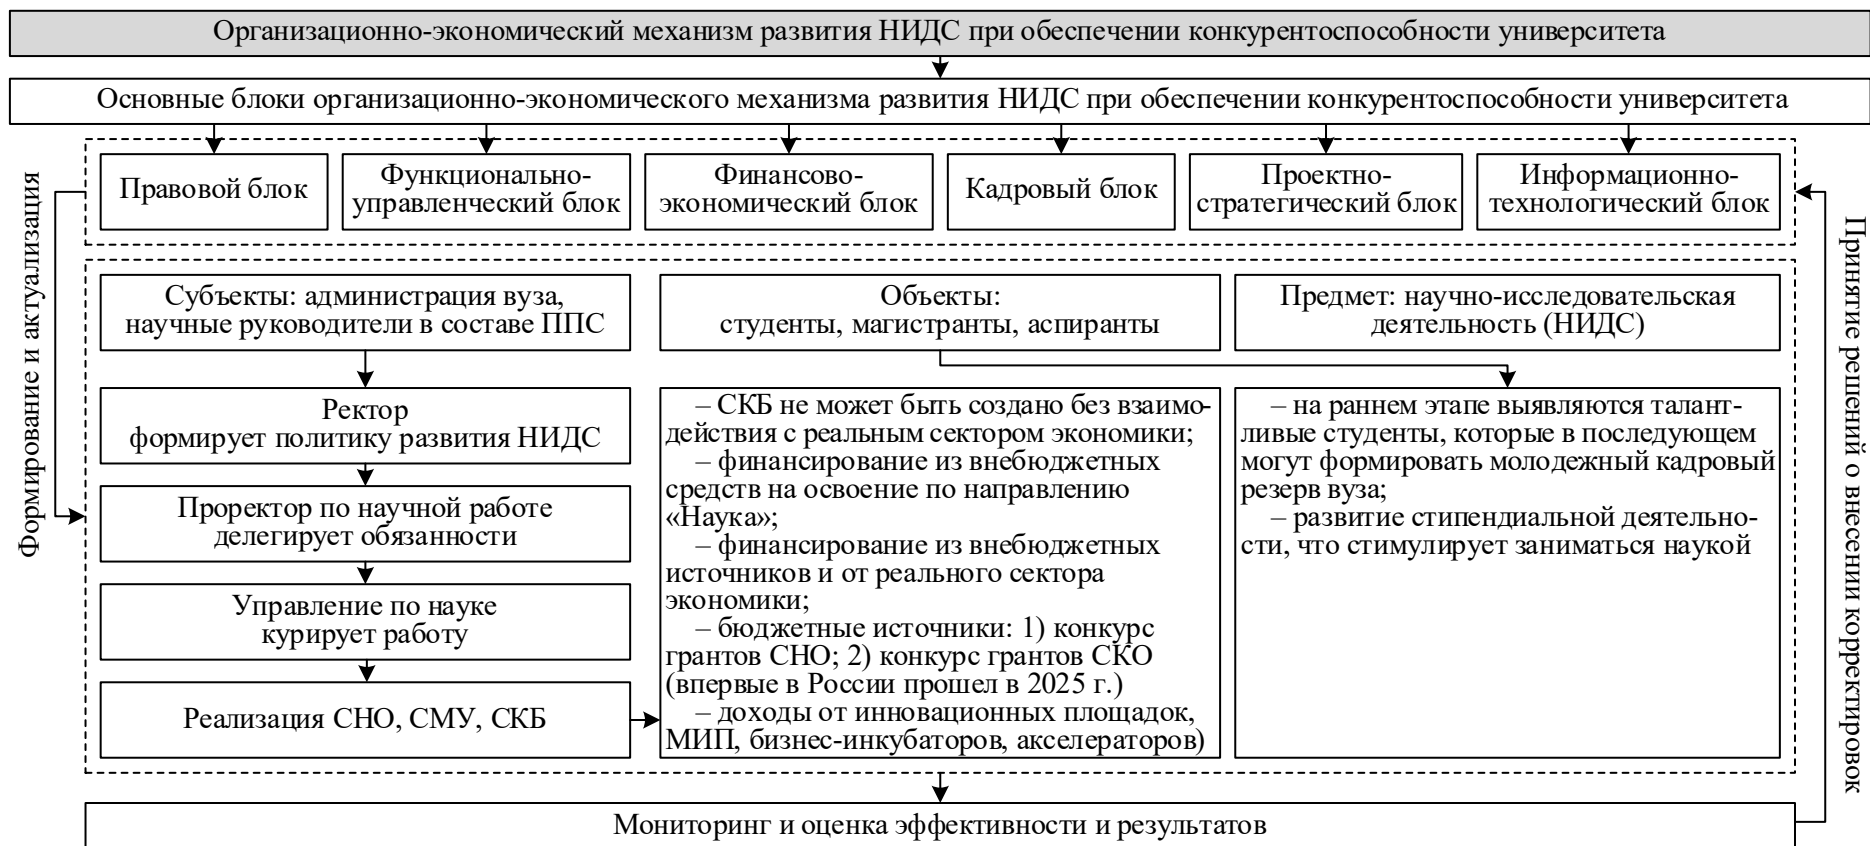 Организационно-экономический механизм развития НИДС при обеспечении конкурентоспособности университета
Основные блоки организационно-экономического механизма развития НИДС при обеспечении конкурентоспособности университета
Правовой блок
Функционально-
управленческий блок
Финансово-
экономический блок
Кадровый блок
Проектно-
стратегический блок
Информационно-
технологический блок
Формирование и актуализация
Принятие решений о внесении корректировок
Субъекты: администрация вуза,
научные руководители в составе ППС
Объекты:
студенты, магистранты, аспиранты
Предмет: научно-исследовательская
деятельность (НИДС)
Ректор
формирует политику развития НИДС
Проректор по научной работе
делегирует обязанности
Управление по науке
курирует работу
Реализация СНО, СМУ, СКБ
– СКБ не может быть создано без взаимо-
действия с реальным сектором экономики;
– финансирование из внебюджетных
средств на освоение по направлению
«Наука»;
– финансирование из внебюджетных
источников и от реального сектора
экономики;
– бюджетные источники: 1) конкурс
грантов СНО; 2) конкурс грантов СКО
(впервые в России прошел в 2025 г.)
– доходы от инновационных площадок,
МИП, бизнес-инкубаторов, акселераторов)
– на раннем этапе выявляются талант-
ливые студенты, которые в последующем
могут формировать молодежный кадровый
резерв вуза;
– развитие стипендиальной деятельно-
сти, что стимулирует заниматься наукой
Мониторинг и оценка эффективности и результатов